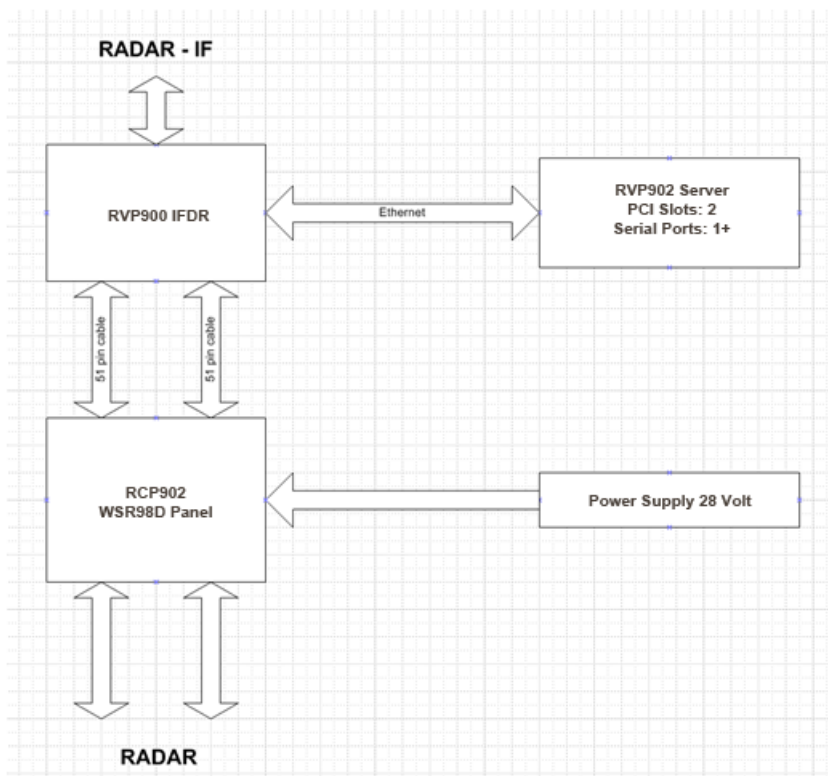 RADAR - IF
RVP900 IFDR
Ethernet
RVP902 Server
PCI Slots: 2
Serial Ports: 1+
51 pin cable
51 pin cable
RCP902
WSR98D Panel
Power Supply 28 Volt
RADAR